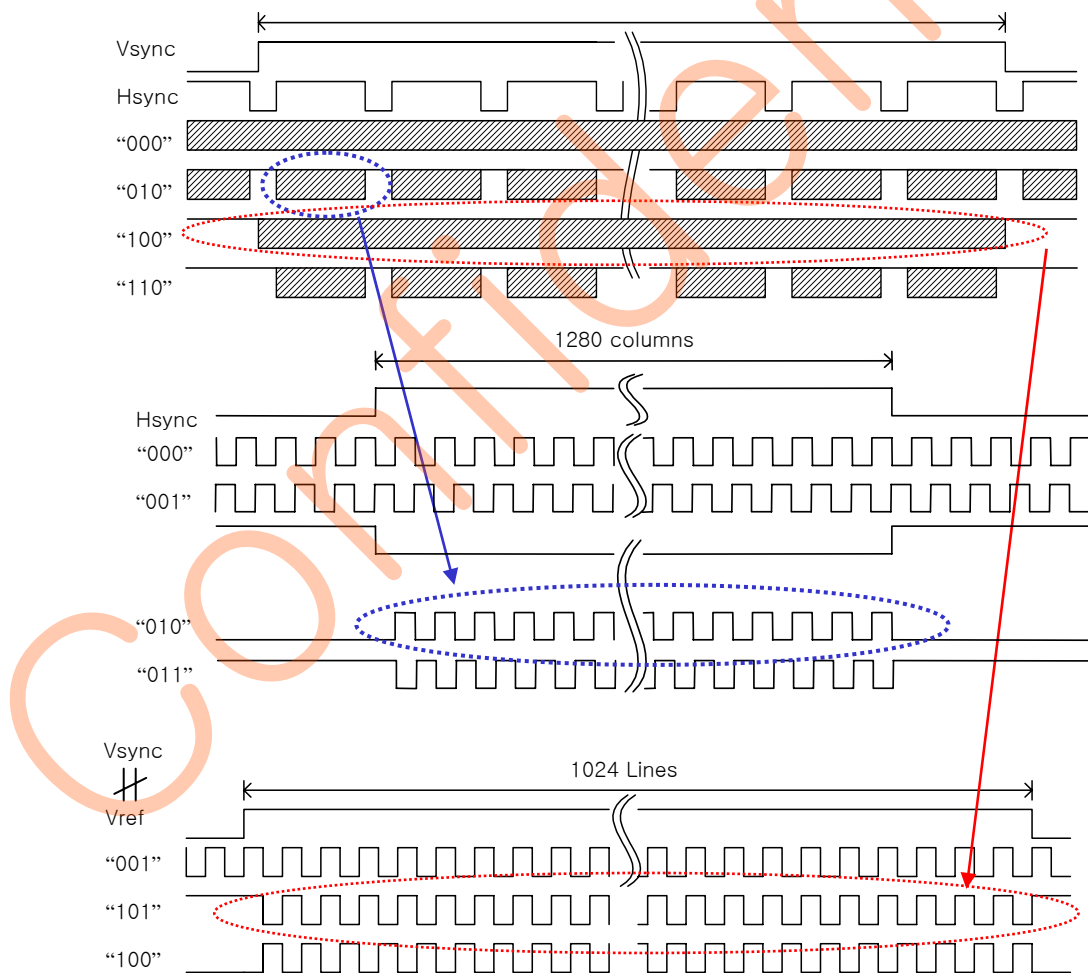 Vsync
Hsync
“000”
“010”
“100”
“110”
1280 columns
Hsync
“000”
“001”
“010”
“011”
Vsync
1024 Lines
Vref
“001”
“101”
“100”
Confiden